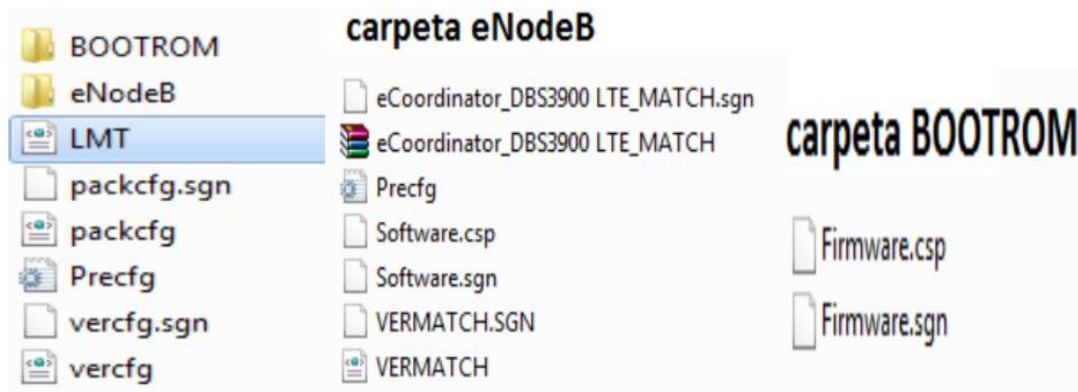 BOOTROM
eNodeB
LMT
packcfg.sgn
packcfg
Precfg
vercfg.sgn
vercfg
carpeta eNodeB
eCoordinator_DBS3900 LTE_MATCH.sgn
eCoordinator_DBS3900 LTE_MATCH
Precfg
Software.csp
Software.sgn
VERMATCH.SGN
VERMATCH
carpeta BOOTROM
Firmware.csp
Firmware.sgn